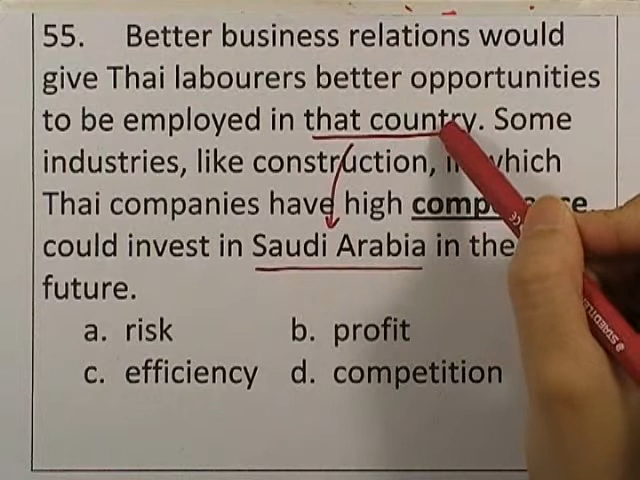 55. Better business relations would
give Thai labourers better opportunities
to be employed in that country. Some
industries, like construction, which
Thai companies have high
could invest in Saudi Arabia in the
future.
a. risk b. profit
c. efficiency d. competition
STAEDTLER